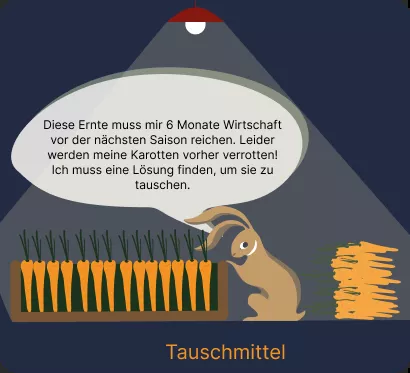 Diese Ernte muss mir 6 Monate Wirtschaft
vor der nächsten Saison reichen. Leider
werden meine Karotten vorher verrotten!
Ich muss eine Lösung finden, um sie zu
tauschen.
Tauschmittel